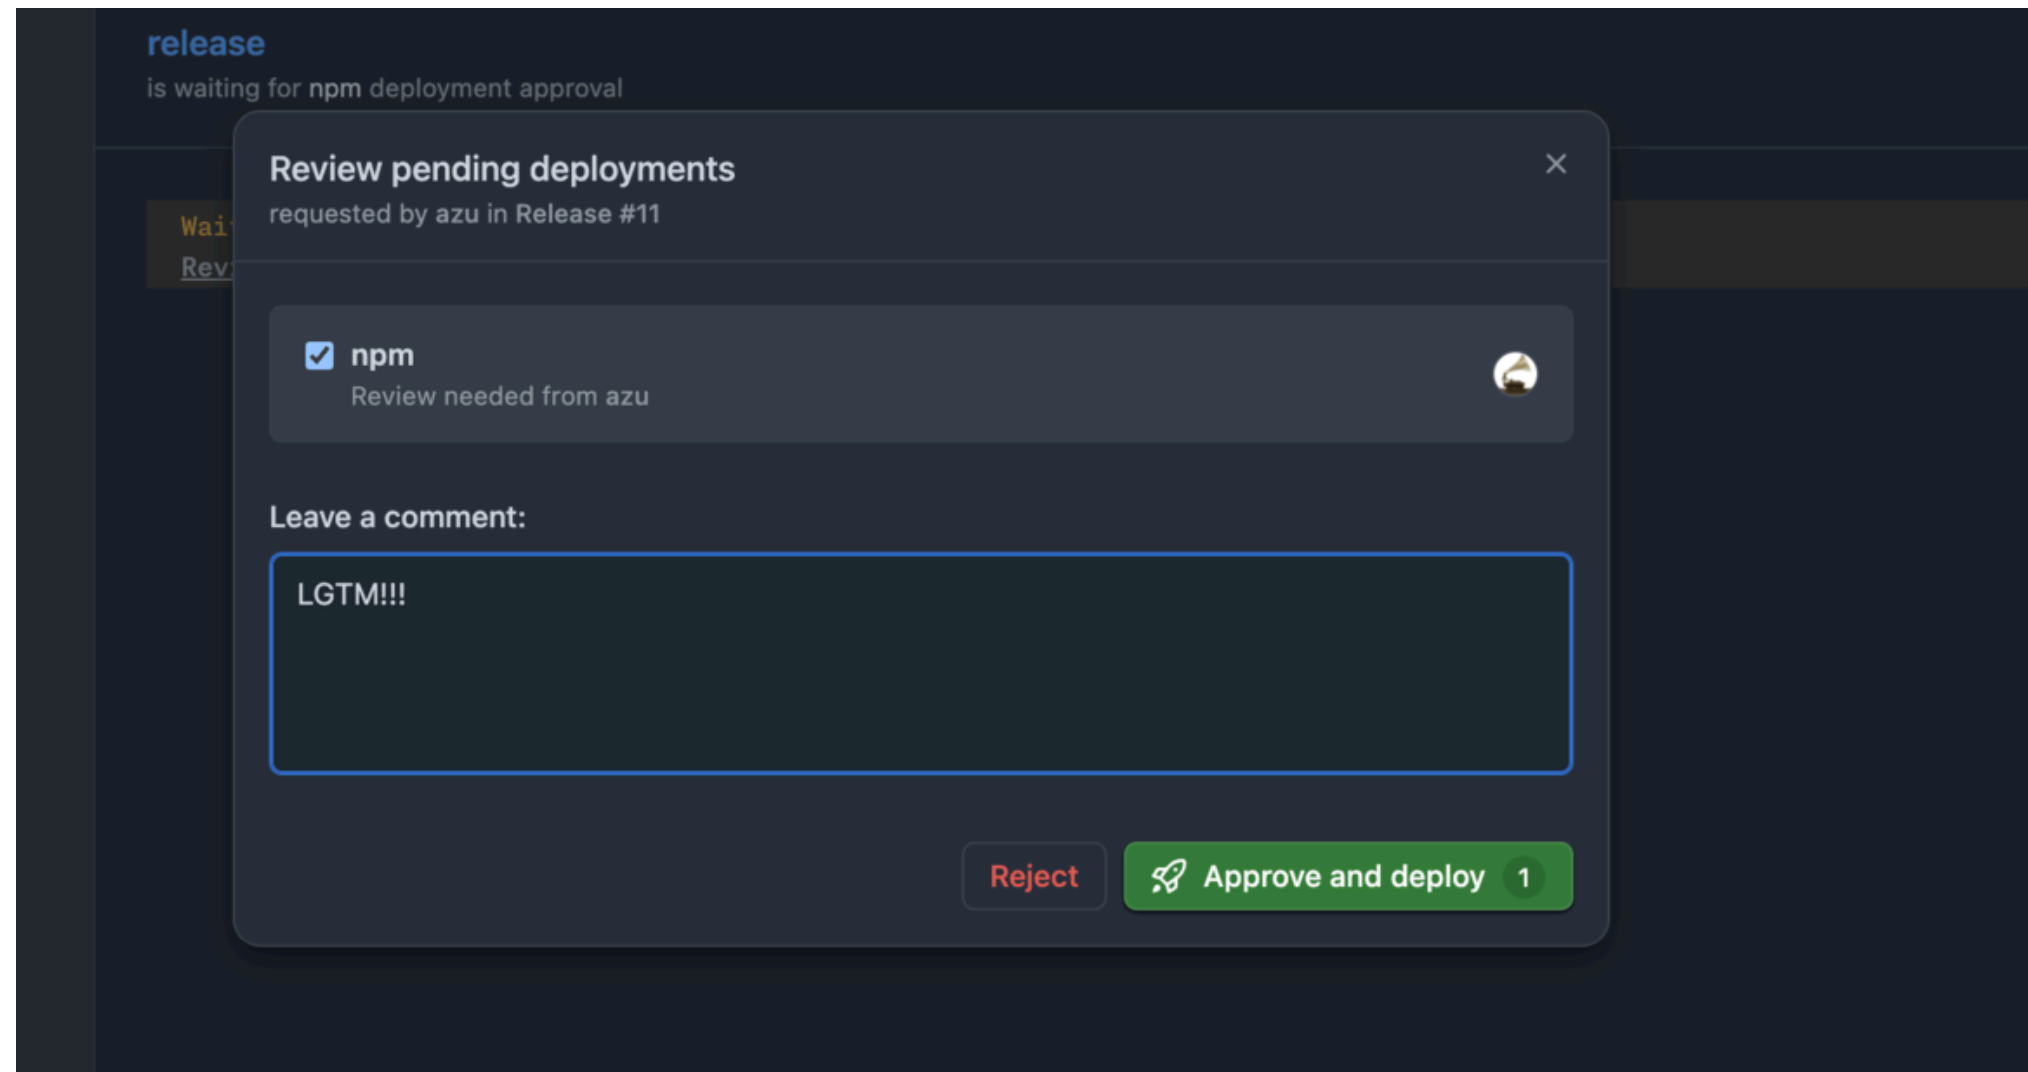 release
is waiting for npm deployment approval
Review pending deployments
requested by azu in Release #11
npm
Review needed from azu
Leave a comment:
LGTM!!!
Reject
Approve and deploy 1